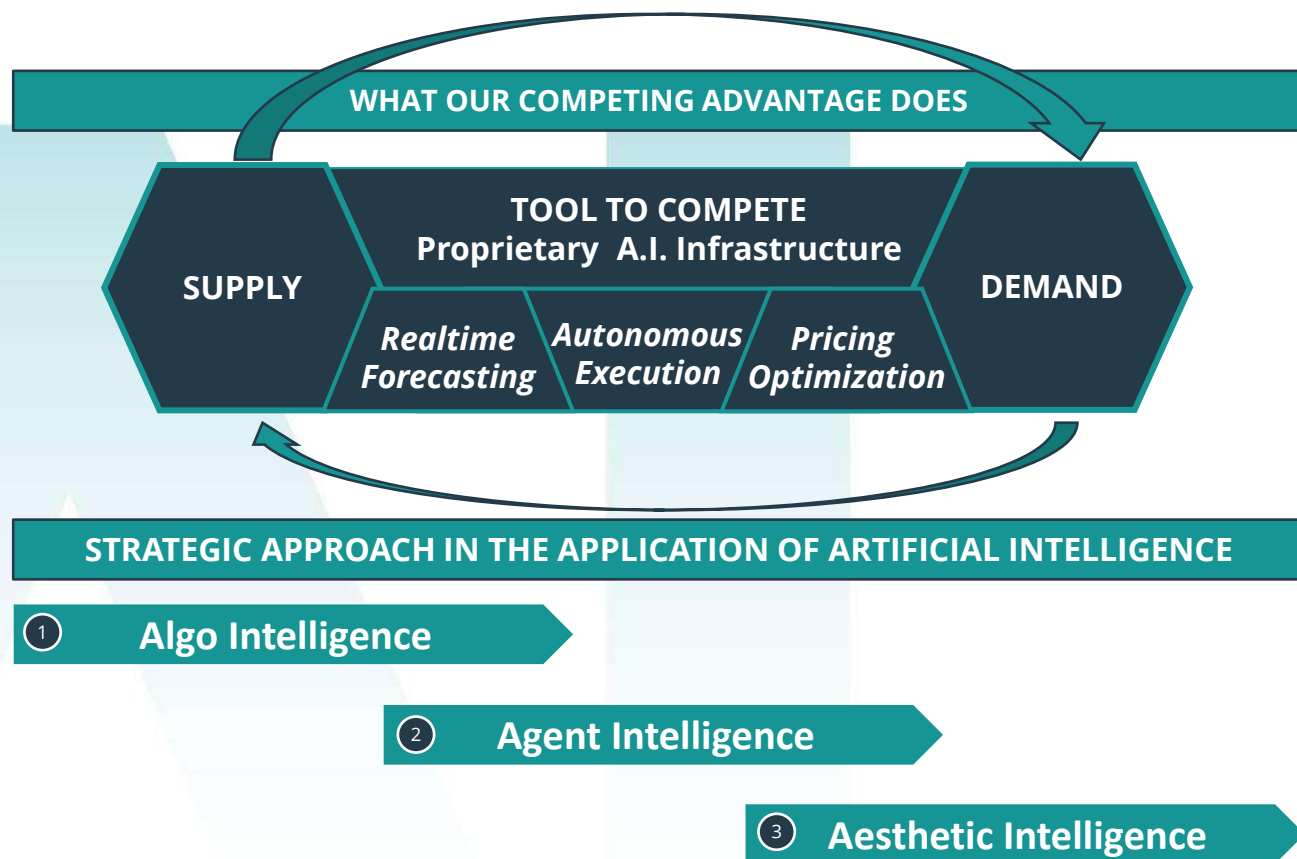 WHAT OUR COMPETING ADVANTAGE DOES
TOOL TO COMPETE
Proprietary A.I. Infrastructure
SUPPLY
DEMAND
Realtime
Forecasting
Autonomous
Execution
Pricing
Optimization
STRATEGIC APPROACH IN THE APPLICATION OF ARTIFICIAL INTELLIGENCE
1 Algo Intelligence
2 Agent Intelligence
3 Aesthetic Intelligence